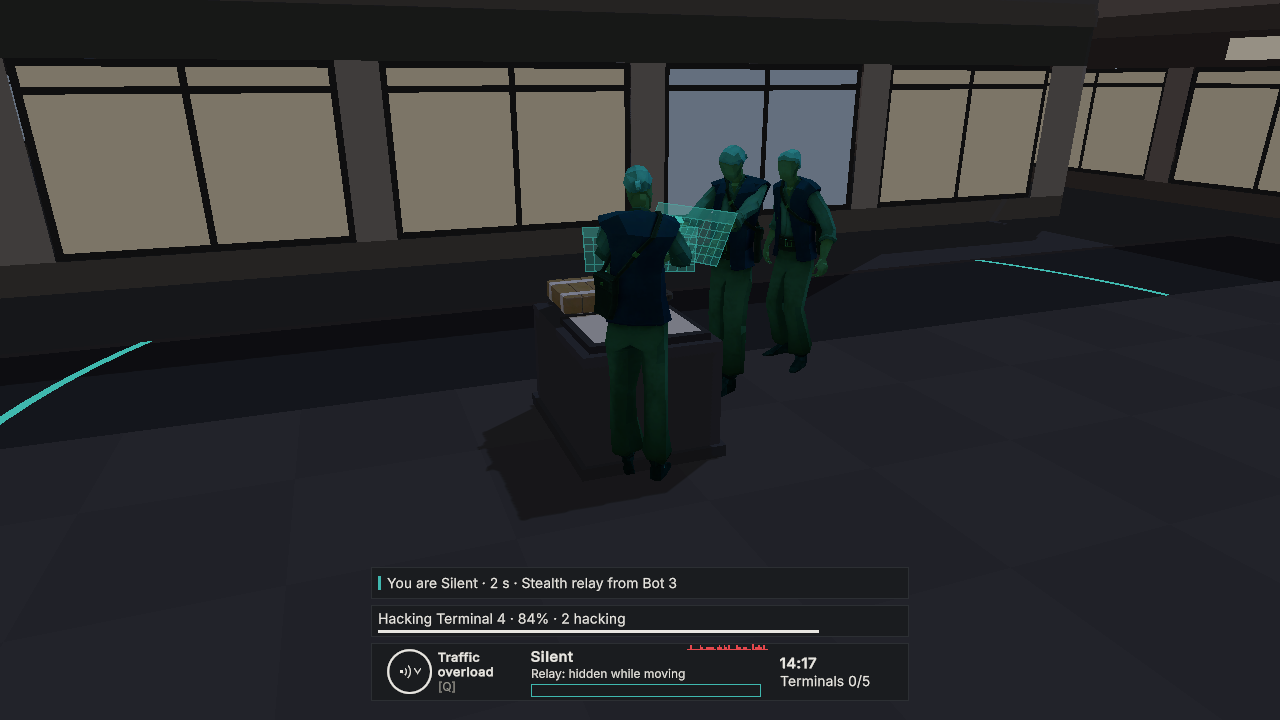 You are Silent · 2 s · Stealth relay from Bot 3
Hacking Terminal 4 · 84% · 2 hacking
Traffic
overload
[Q]
Silent
Relay: hidden while moving
14:17
Terminals 0/5